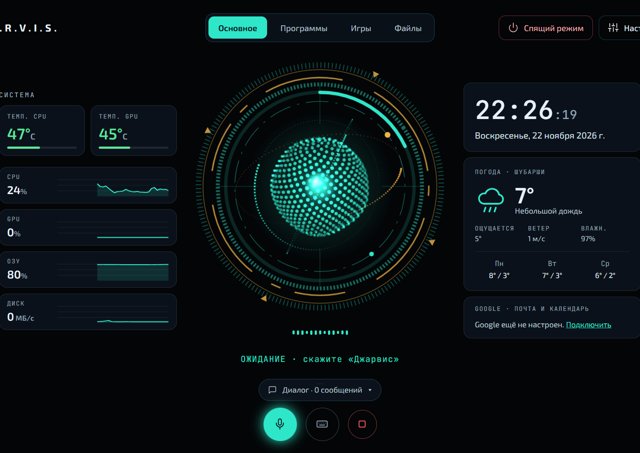 .R.V.I.S.
Основное
Программы
Игры
Файлы
Спящий режим
Наст
СИСТЕМА
ТЕМП. CPU
47°C
ТЕМП. GPU
45°C
CPU
24%
GPU
0%
ОЗУ
80%
ДИСК
0 МБ/с
22:26:19
Воскресенье, 22 ноября 2026 г.
ПОГОДА · ШУБАРШИ
7°
Небольшой дождь
ОЩУЩАЕТСЯ ВЕТЕР ВЛАЖН.
5° 1 м/с 97%
Пн Вт Ср
8° / 3° 7° / 3° 6° / 2°
GOOGLE · ПОЧТА И КАЛЕНДАРЬ
Google ещё не настроен. Подключить
ОЖИДАНИЕ · скажите «Джарвис»
Диалог · 0 сообщений